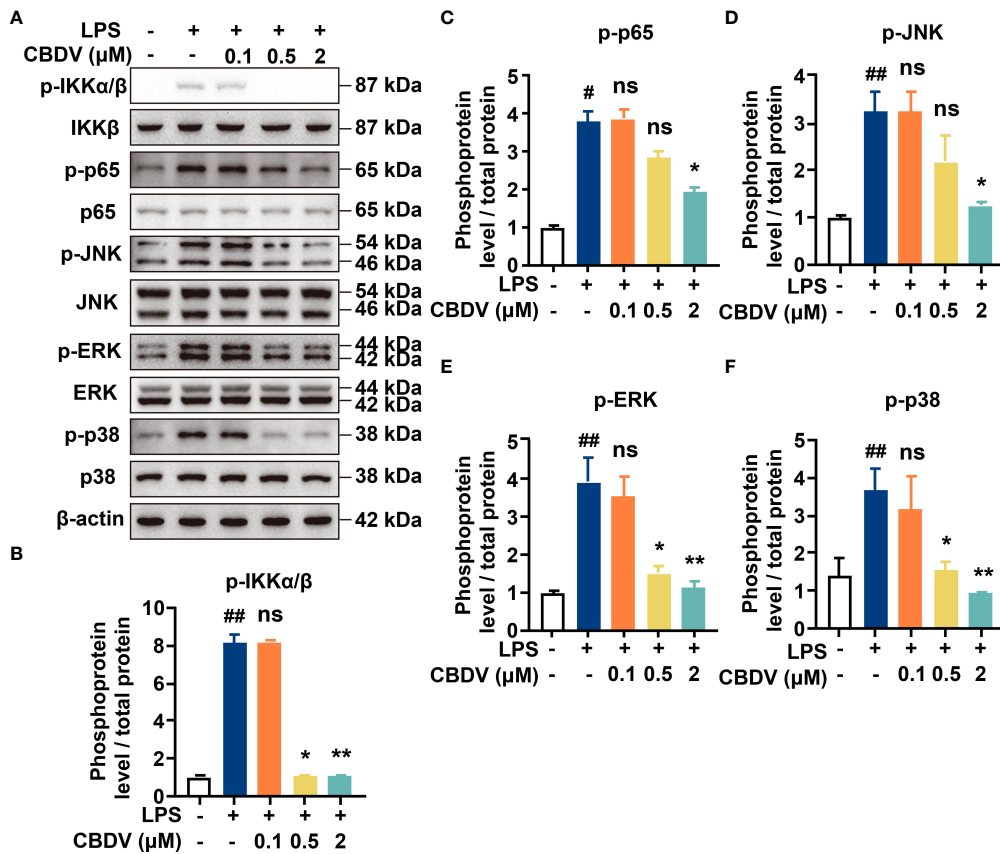 A
LPS - + + + +
CBDV (μM) - - 0.1 0.5 2
p-IKKα/β 87 kDa
IKKβ 87 kDa
p-p65 65 kDa
p65 65 kDa
p-JNK 54 kDa
46 kDa
JNK 54 kDa
46 kDa
p-ERK 44 kDa
42 kDa
ERK 44 kDa
42 kDa
p-p38 38 kDa
p38 38 kDa
β-actin 42 kDa
B
p-IKKα/β
Phosphoprotein
level / total protein
10
8
6
4
2
0
## ns * **
LPS - + + + +
CBDV (μM) - - 0.1 0.5 2
C
p-p65
Phosphoprotein
level / total protein
5
4
3
2
1
0
# ns ns *
LPS - + + + +
CBDV (μM) - - 0.1 0.5 2
D
p-JNK
Phosphoprotein
level / total protein
4
3
2
1
0
## ns ns *
LPS - + + + +
CBDV (μM) - - 0.1 0.5 2
E
p-ERK
Phosphoprotein
level / total protein
5
4
3
2
1
0
## ns * **
LPS - + + + +
CBDV (μM) - - 0.1 0.5 2
F
p-p38
Phosphoprotein
level / total protein
5
4
3
2
1
0
## ns * **
LPS - + + + +
CBDV (μM) - - 0.1 0.5 2